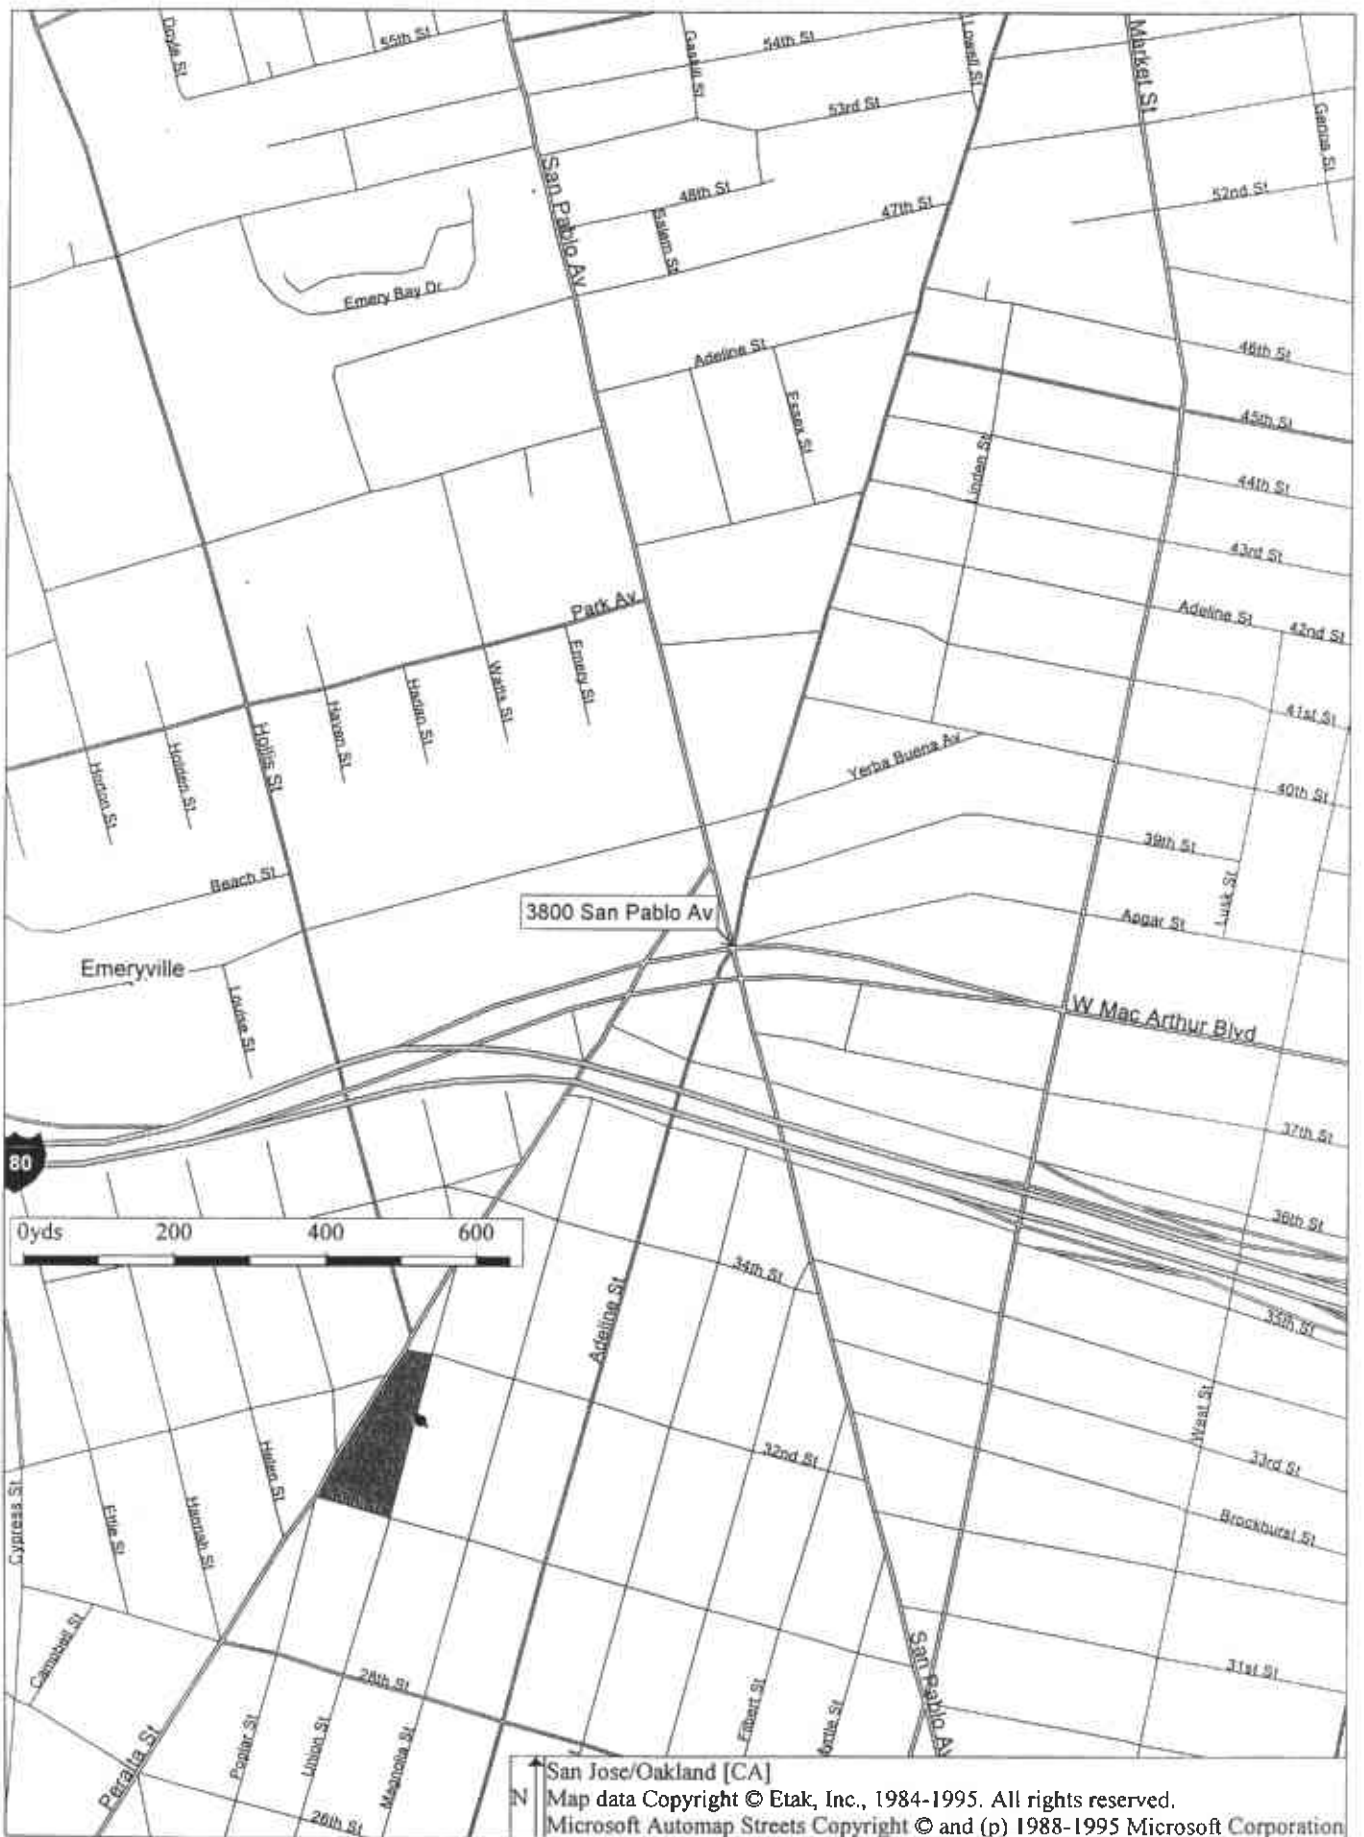 Doyle St
55th St
Gaskill St
54th St
Lowell St
Market St
53rd St
Genoa St
San Pablo Av
48th St
47th St
52nd St
Salem St
Emery Bay Dr
Adeline St
46th St
Essex St
45th St
Linden St
44th St
43rd St
Park Av
Adeline St
42nd St
Emery St
Watts St
Harlan St
Haven St
Hollis St
Holden St
Horton St
41st St
Yerba Buena Av
40th St
39th St
Beach St
Lusk St
3800 San Pablo Av
Apgar St
Emeryville
Louise St
W Mac Arthur Blvd
37th St
80
36th St
0yds 200 400 600
34th St
35th St
Adeline St
West St
32nd St
33rd St
Helen St
Cypress St
Ettie St
Hannah St
Brockhurst St
Campbell St
28th St
San Pablo Av
31st St
Filbert St
Myrtle St
Peralta St
Poplar St
Union St
Magnolia St
26th St
N
San Jose/Oakland [CA]
Map data Copyright © Etak, Inc., 1984-1995. All rights reserved.
Microsoft Automap Streets Copyright © and (p) 1988-1995 Microsoft Corporation